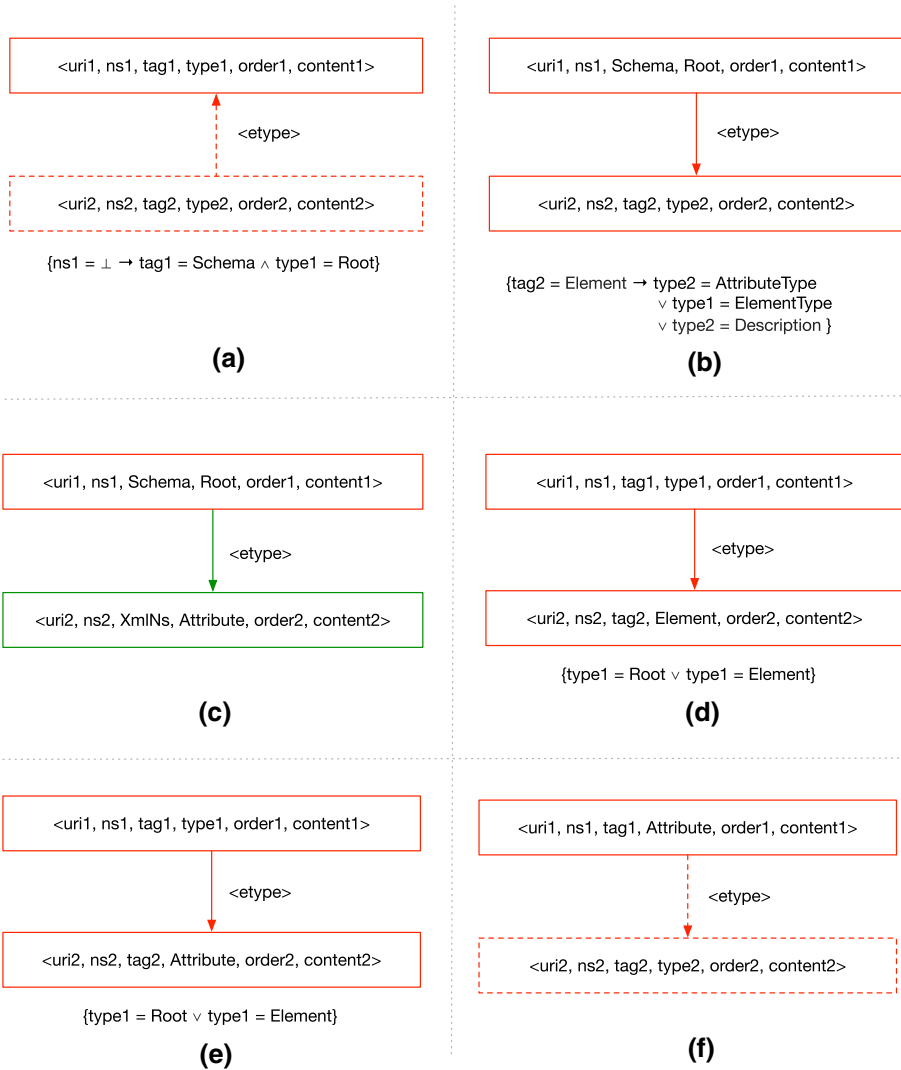 <uri1, ns1, tag1, type1, order1, content1>
<etype>
<uri2, ns2, tag2, type2, order2, content2>
{ns1 = ⊥ → tag1 = Schema ∧ type1 = Root}
(a)
<uri1, ns1, Schema, Root, order1, content1>
<etype>
<uri2, ns2, tag2, type2, order2, content2>
{tag2 = Element → type2 = AttributeType
∨ type1 = ElementType
∨ type2 = Description }
(b)
<uri1, ns1, Schema, Root, order1, content1>
<etype>
<uri2, ns2, XmlNs, Attribute, order2, content2>
(c)
<uri1, ns1, tag1, type1, order1, content1>
<etype>
<uri2, ns2, tag2, Element, order2, content2>
{type1 = Root ∨ type1 = Element}
(d)
<uri1, ns1, tag1, type1, order1, content1>
<etype>
<uri2, ns2, tag2, Attribute, order2, content2>
{type1 = Root ∨ type1 = Element}
(e)
<uri1, ns1, tag1, Attribute, order1, content1>
<etype>
<uri2, ns2, tag2, type2, order2, content2>
(f)